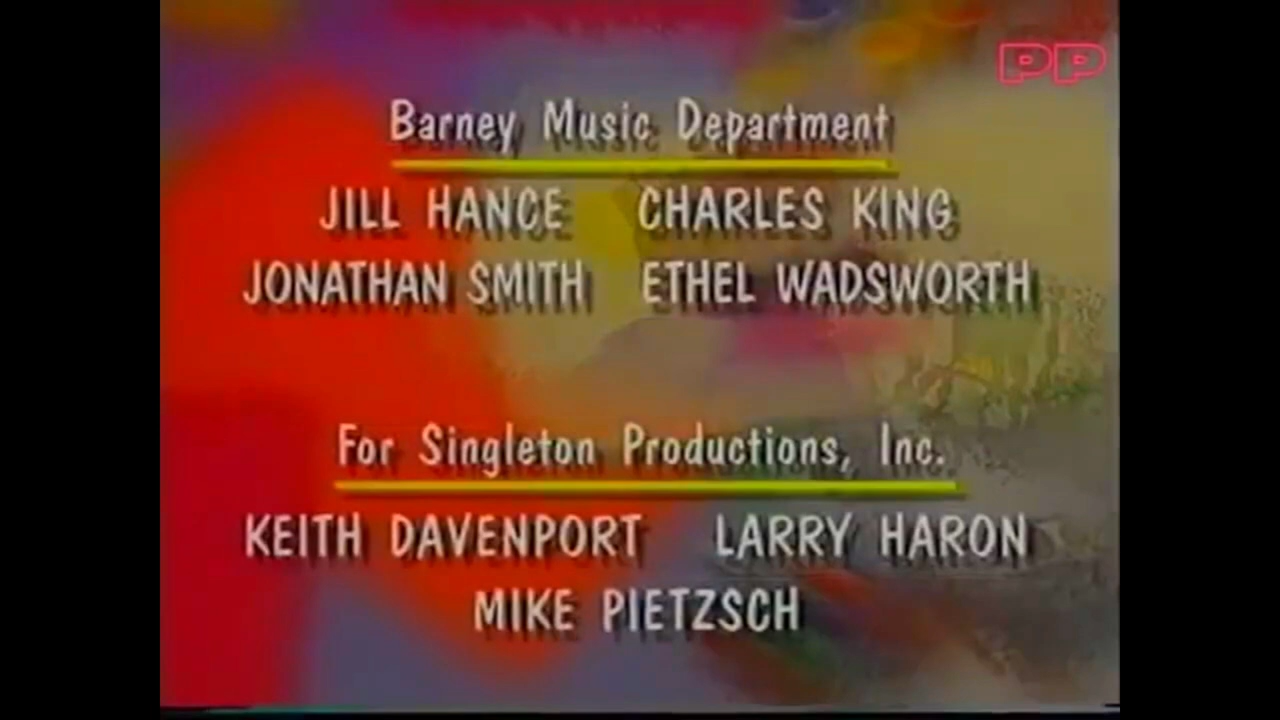 PP
Barney Music Department
JILL HANCE CHARLES KING
JONATHAN SMITH ETHEL WADSWORTH
For Singleton Productions, Inc.
KEITH DAVENPORT LARRY HARON
MIKE PIETZSCH